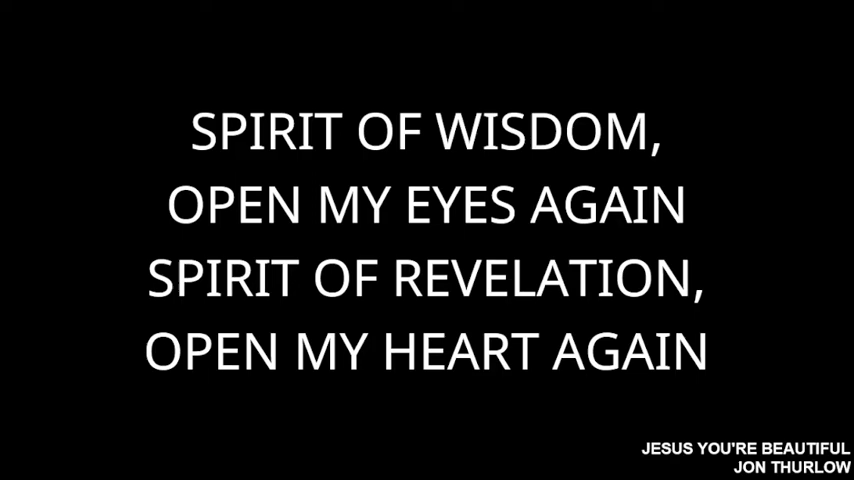 SPIRIT OF WISDOM,
OPEN MY EYES AGAIN
SPIRIT OF REVELATION,
OPEN MY HEART AGAIN
JESUS YOU'RE BEAUTIFUL
JON THURLOW